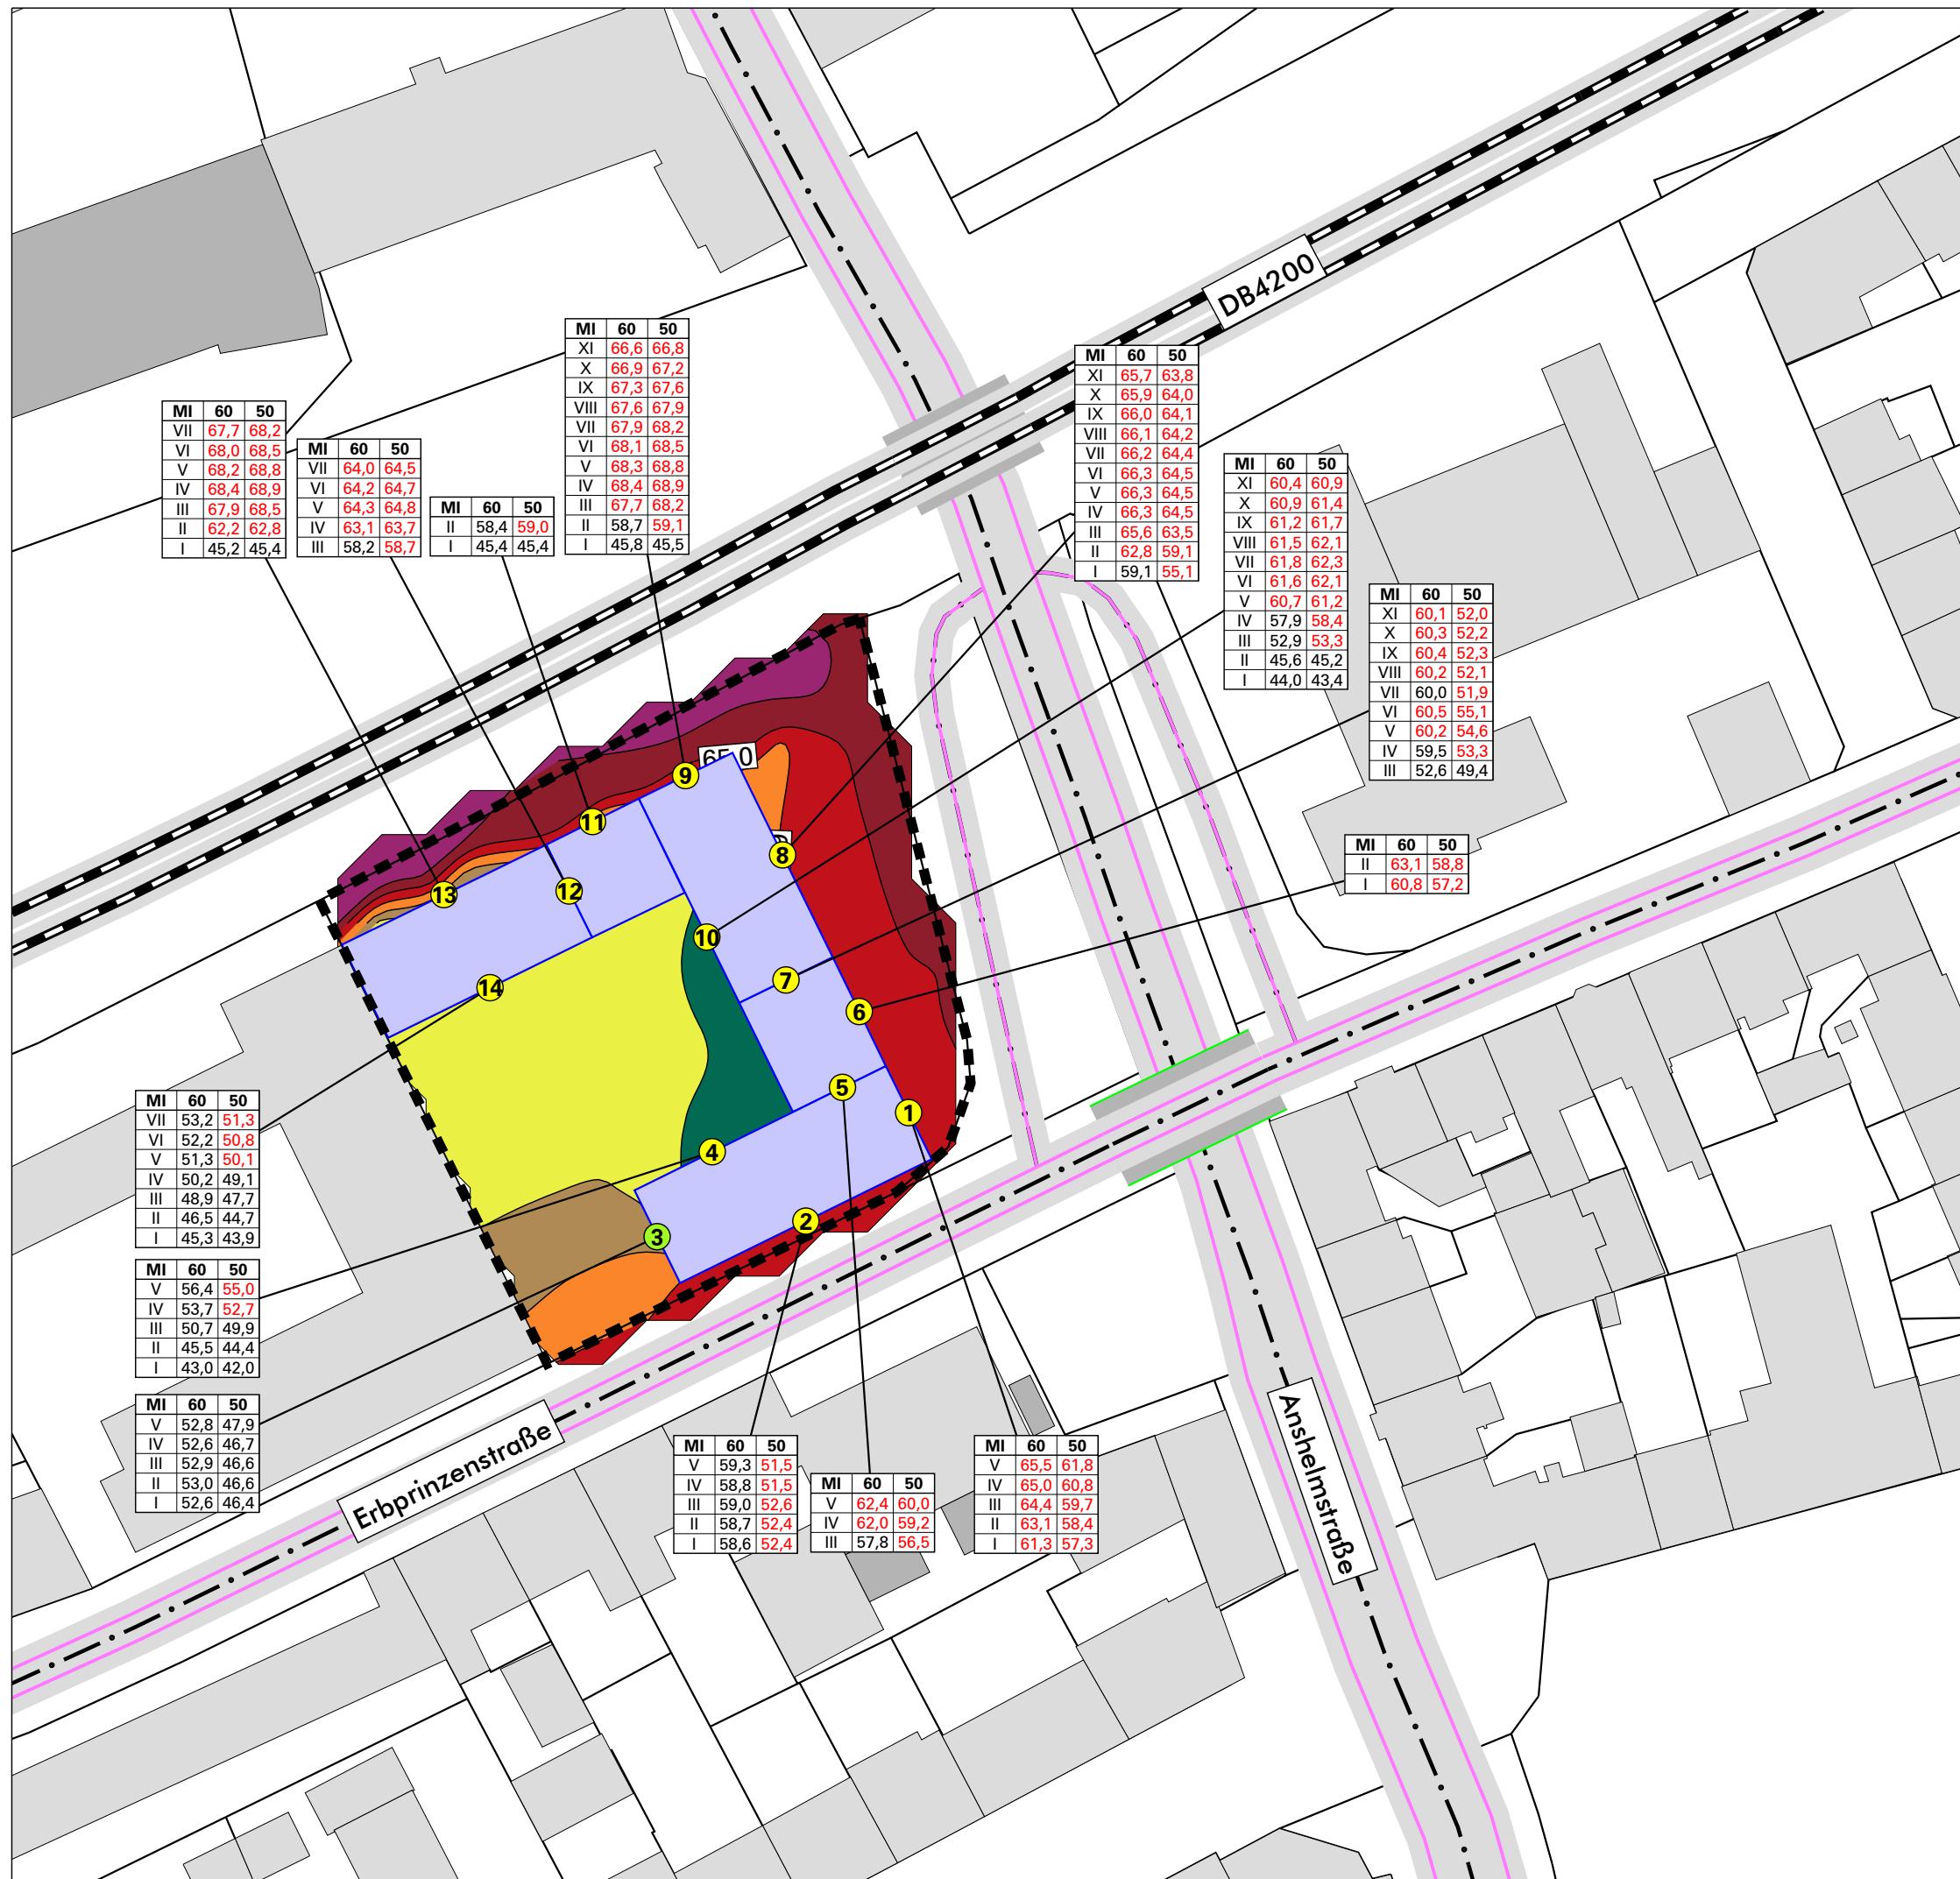 DB4200
MI 60 50
XI 66,6 66,8
X 66,9 67,2
IX 67,3 67,6
VIII 67,6 67,9
VII 67,9 68,2
VI 68,1 68,5
V 68,3 68,8
IV 68,4 68,9
III 67,7 68,2
II 58,7 59,1
I 45,8 45,5
MI 60 50
XI 65,7 63,8
X 65,9 64,0
IX 66,0 64,1
VIII 66,1 64,2
VII 66,2 64,4
VI 66,3 64,5
V 66,3 64,5
IV 66,3 64,5
III 65,6 63,5
II 62,8 59,1
I 59,1 55,1
MI 60 50
VII 67,7 68,2
VI 68,0 68,5
V 68,2 68,8
IV 68,4 68,9
III 67,9 68,5
II 62,2 62,8
I 45,2 45,4
MI 60 50
VII 64,0 64,5
VI 64,2 64,7
V 64,3 64,8
IV 63,1 63,7
III 58,2 58,7
MI 60 50
II 58,4 59,0
I 45,4 45,4
MI 60 50
XI 60,4 60,9
X 60,9 61,4
IX 61,2 61,7
VIII 61,5 62,1
VII 61,8 62,3
VI 61,6 62,1
V 60,7 61,2
IV 57,9 58,4
III 52,9 53,3
II 45,6 45,2
I 44,0 43,4
MI 60 50
XI 60,1 52,0
X 60,3 52,2
IX 60,4 52,3
VIII 60,2 52,1
VII 60,0 51,9
VI 60,5 55,1
V 60,2 54,6
IV 59,5 53,3
III 52,6 49,4
MI 60 50
II 63,1 58,8
I 60,8 57,2
9
11
8
13
12
10
7
14
6
5
1
4
2
3
MI 60 50
VII 53,2 51,3
VI 52,2 50,8
V 51,3 50,1
IV 50,2 49,1
III 48,9 47,7
II 46,5 44,7
I 45,3 43,9
MI 60 50
V 56,4 55,0
IV 53,7 52,7
III 50,7 49,9
II 45,5 44,4
I 43,0 42,0
MI 60 50
V 52,8 47,9
IV 52,6 46,7
III 52,9 46,6
II 53,0 46,6
I 52,6 46,4
Erbprinzenstraße
Anshelmstraße
MI 60 50
V 59,3 51,5
IV 58,8 51,5
III 59,0 52,6
II 58,7 52,4
I 58,6 52,4
MI 60 50
V 62,4 60,0
IV 62,0 59,2
III 57,8 56,5
MI 60 50
V 65,5 61,8
IV 65,0 60,8
III 64,4 59,7
II 63,1 58,4
I 61,3 57,3